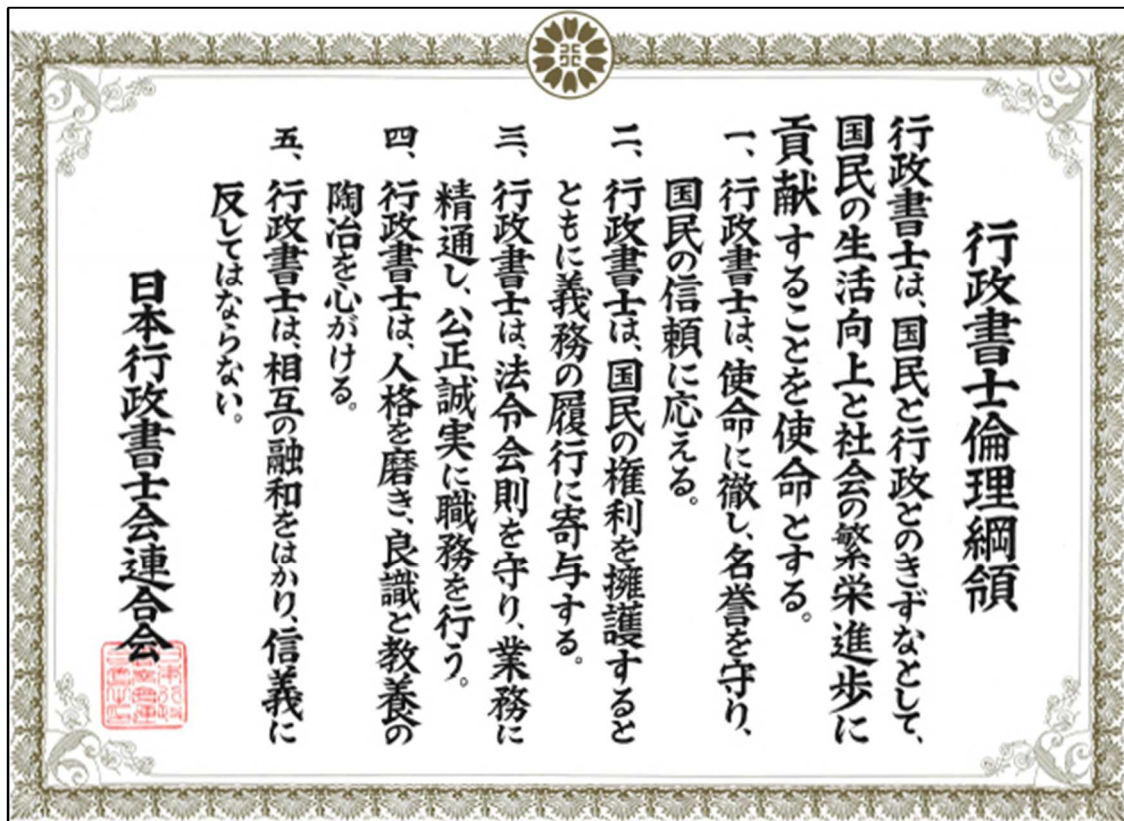 行政書士倫理綱領
行政書士は、国民と行政とのきずなとして、
国民の生活向上と社会の繁栄進歩に
貢献することを使命とする。
一、行政書士は、使命に徹し、名誉を守り、
国民の信頼に応える。
二、行政書士は、国民の権利を擁護すると
ともに義務の履行に寄与する。
三、行政書士は、法令会則を守り、業務に
精通し、公正誠実に職務を行う。
四、行政書士は、人格を磨き、良識と教養の
陶冶を心がける。
五、行政書士は、相互の融和をはかり、信義に
反してはならない。
日本行政書士会連合会